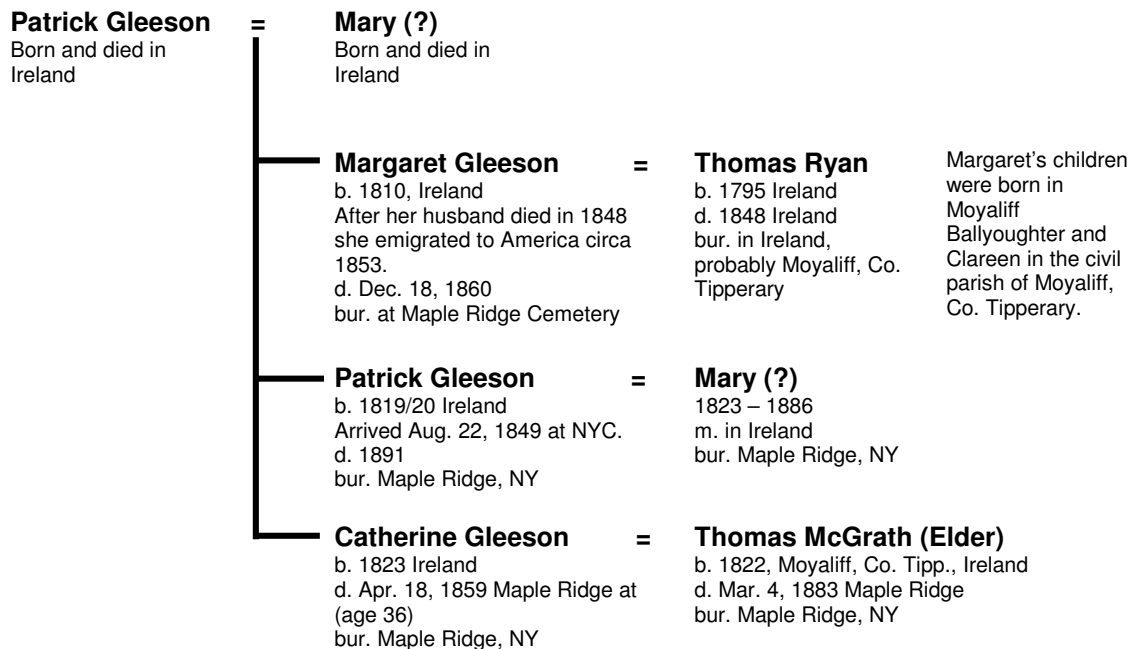 Patrick Gleeson = Mary (?)
Born and died in
Ireland
Born and died in
Ireland
Margaret Gleeson = Thomas Ryan
b. 1810, Ireland
After her husband died in 1848
she emigrated to America circa
1853.
d. Dec. 18, 1860
bur. at Maple Ridge Cemetery
b. 1795 Ireland
d. 1848 Ireland
bur. in Ireland,
probably Moyaliff, Co.
Tipperary
Margaret's children
were born in
Moyaliff
Ballyoughter and
Clareen in the civil
parish of Moyaliff,
Co. Tipperary.
Patrick Gleeson = Mary (?)
b. 1819/20 Ireland
Arrived Aug. 22, 1849 at NYC.
d. 1891
bur. Maple Ridge, NY
1823 – 1886
m. in Ireland
bur. Maple Ridge, NY
Catherine Gleeson = Thomas McGrath (Elder)
b. 1823 Ireland
d. Apr. 18, 1859 Maple Ridge at
(age 36)
bur. Maple Ridge, NY
b. 1822, Moyaliff, Co. Tipp., Ireland
d. Mar. 4, 1883 Maple Ridge
bur. Maple Ridge, NY